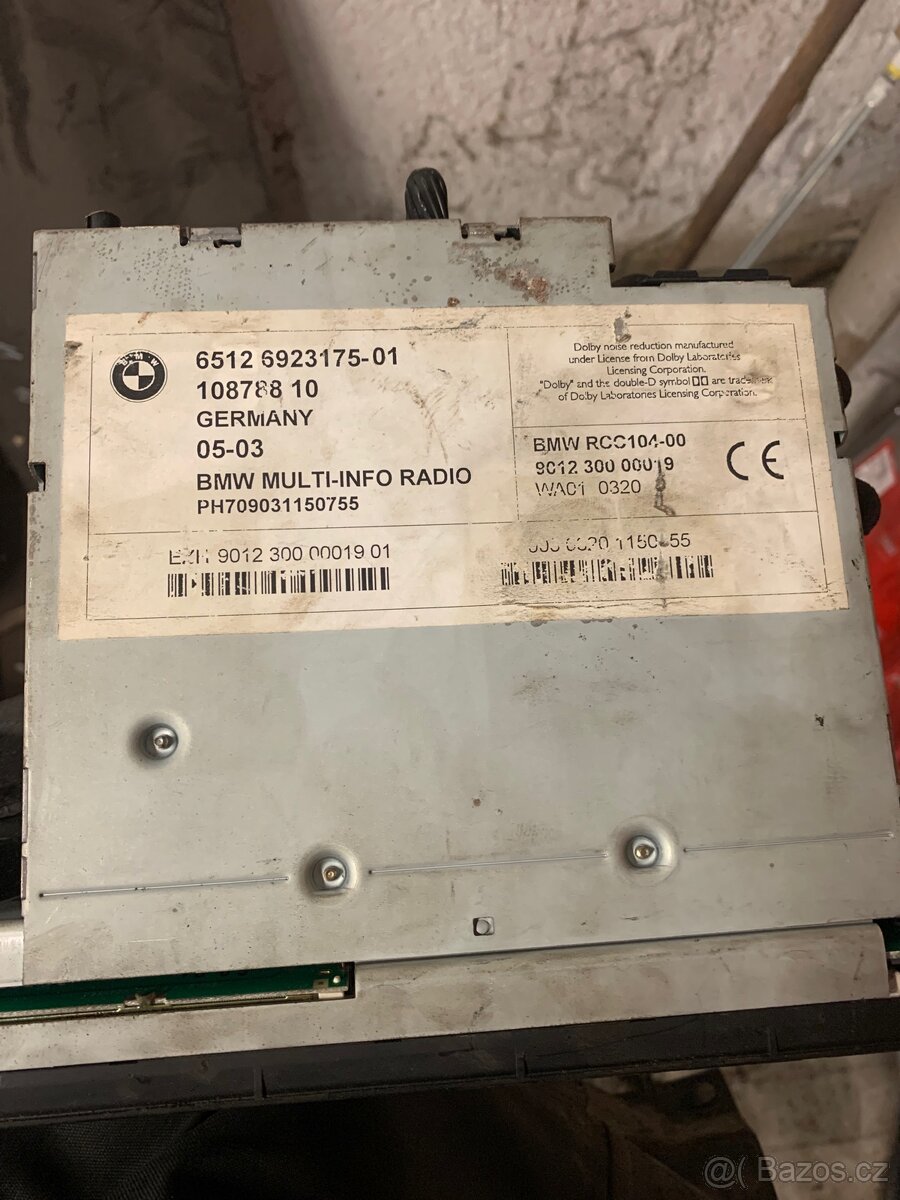 BMW
6512 6923175-01
108788 10
GERMANY
05-03
BMW MULTI-INFO RADIO
PH709031150755
Dolby noise reduction manufactured
under License from Dolby Laboratories
Licensing Corporation.
"Dolby" and the double-D symbol are trademark
of Dolby Laboratories Licensing Corporation.
BMW RCC104-00
9012 300 00019
WA01 0320
CE
9012 300 00019 01
@( Bazos.cz